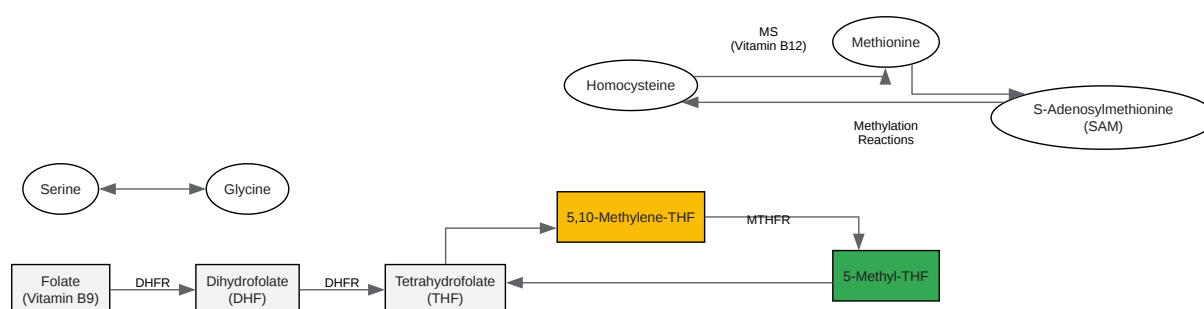 MS
(Vitamin B12)
Methionine
Homocysteine
S-Adenosylmethionine
(SAM)
Methylation
Reactions
Serine
Glycine
5,10-Methylene-THF
MTHFR
5-Methyl-THF
Folate
(Vitamin B9)
DHFR
Dihydrofolate
(DHF)
DHFR
Tetrahydrofolate
(THF)